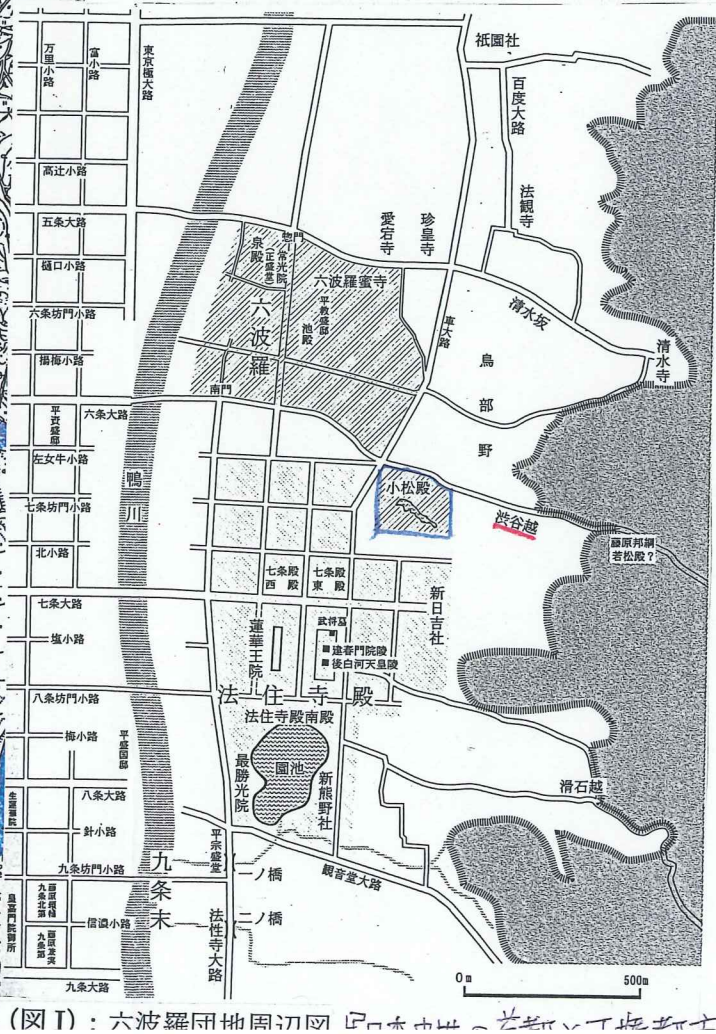 祇園社
万里小路
富小路
東京極大路
百度大路
高辻小路
法観寺
五条大路
愛宕寺
珍皇寺
惣門
泉殿
(正盛堂)
常光院
樋口小路
六波羅蜜寺
六条坊門小路
六波羅
平教盛邸
池殿
清水坂
車大路
清水寺
楊梅小路
鳥部野
南門
六条大路
平資盛邸
左女牛小路
鴨川
小松殿
七条坊門小路
渋谷越
藤原邦綱
若松殿?
北小路
七条殿
西殿
七条殿
東殿
新日吉社
七条大路
塩小路
蓮華王院
武将墓
建春門院陵
後白河天皇陵
八条坊門小路
法住寺殿
法住寺殿南殿
梅小路
平盛国邸
園池
最勝光院
新熊野社
滑石越
八条大路
針小路
平宗盛堂
九条坊門小路
九条末
一ノ橋
観音堂大路
皇嘉門院御所
信濃小路
法性寺大路
二ノ橋
九条大路
0m
500m
(図I):六波羅団地周辺図